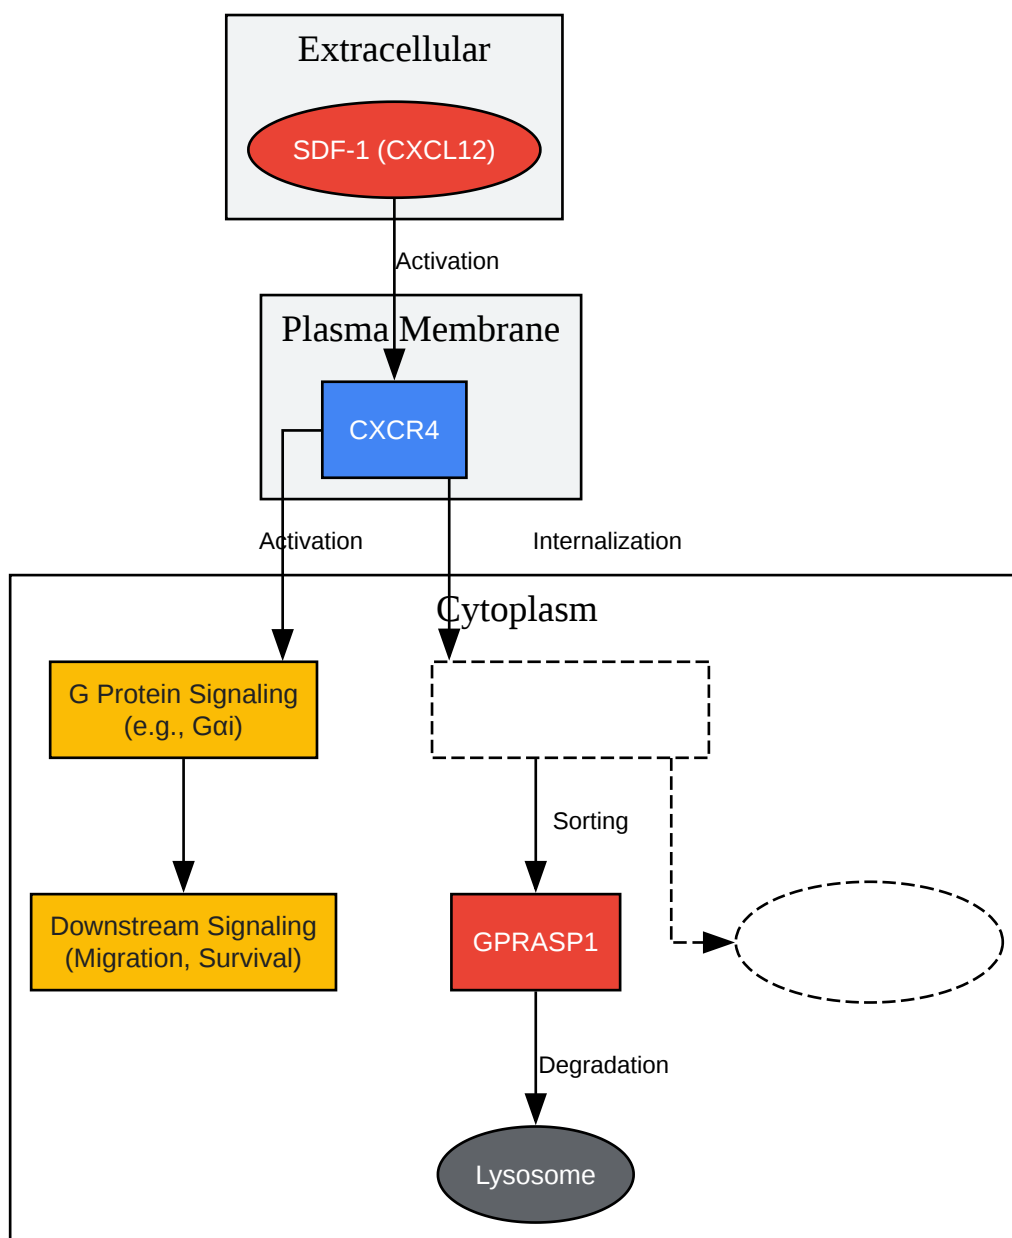 Extracellular
SDF-1 (CXCL12)
Activation
Plasma Membrane
CXCR4
Activation
Internalization
Cytoplasm
G Protein Signaling
(e.g., Gαi)
Sorting
Downstream Signaling
(Migration, Survival)
GPRASP1
Degradation
Lysosome